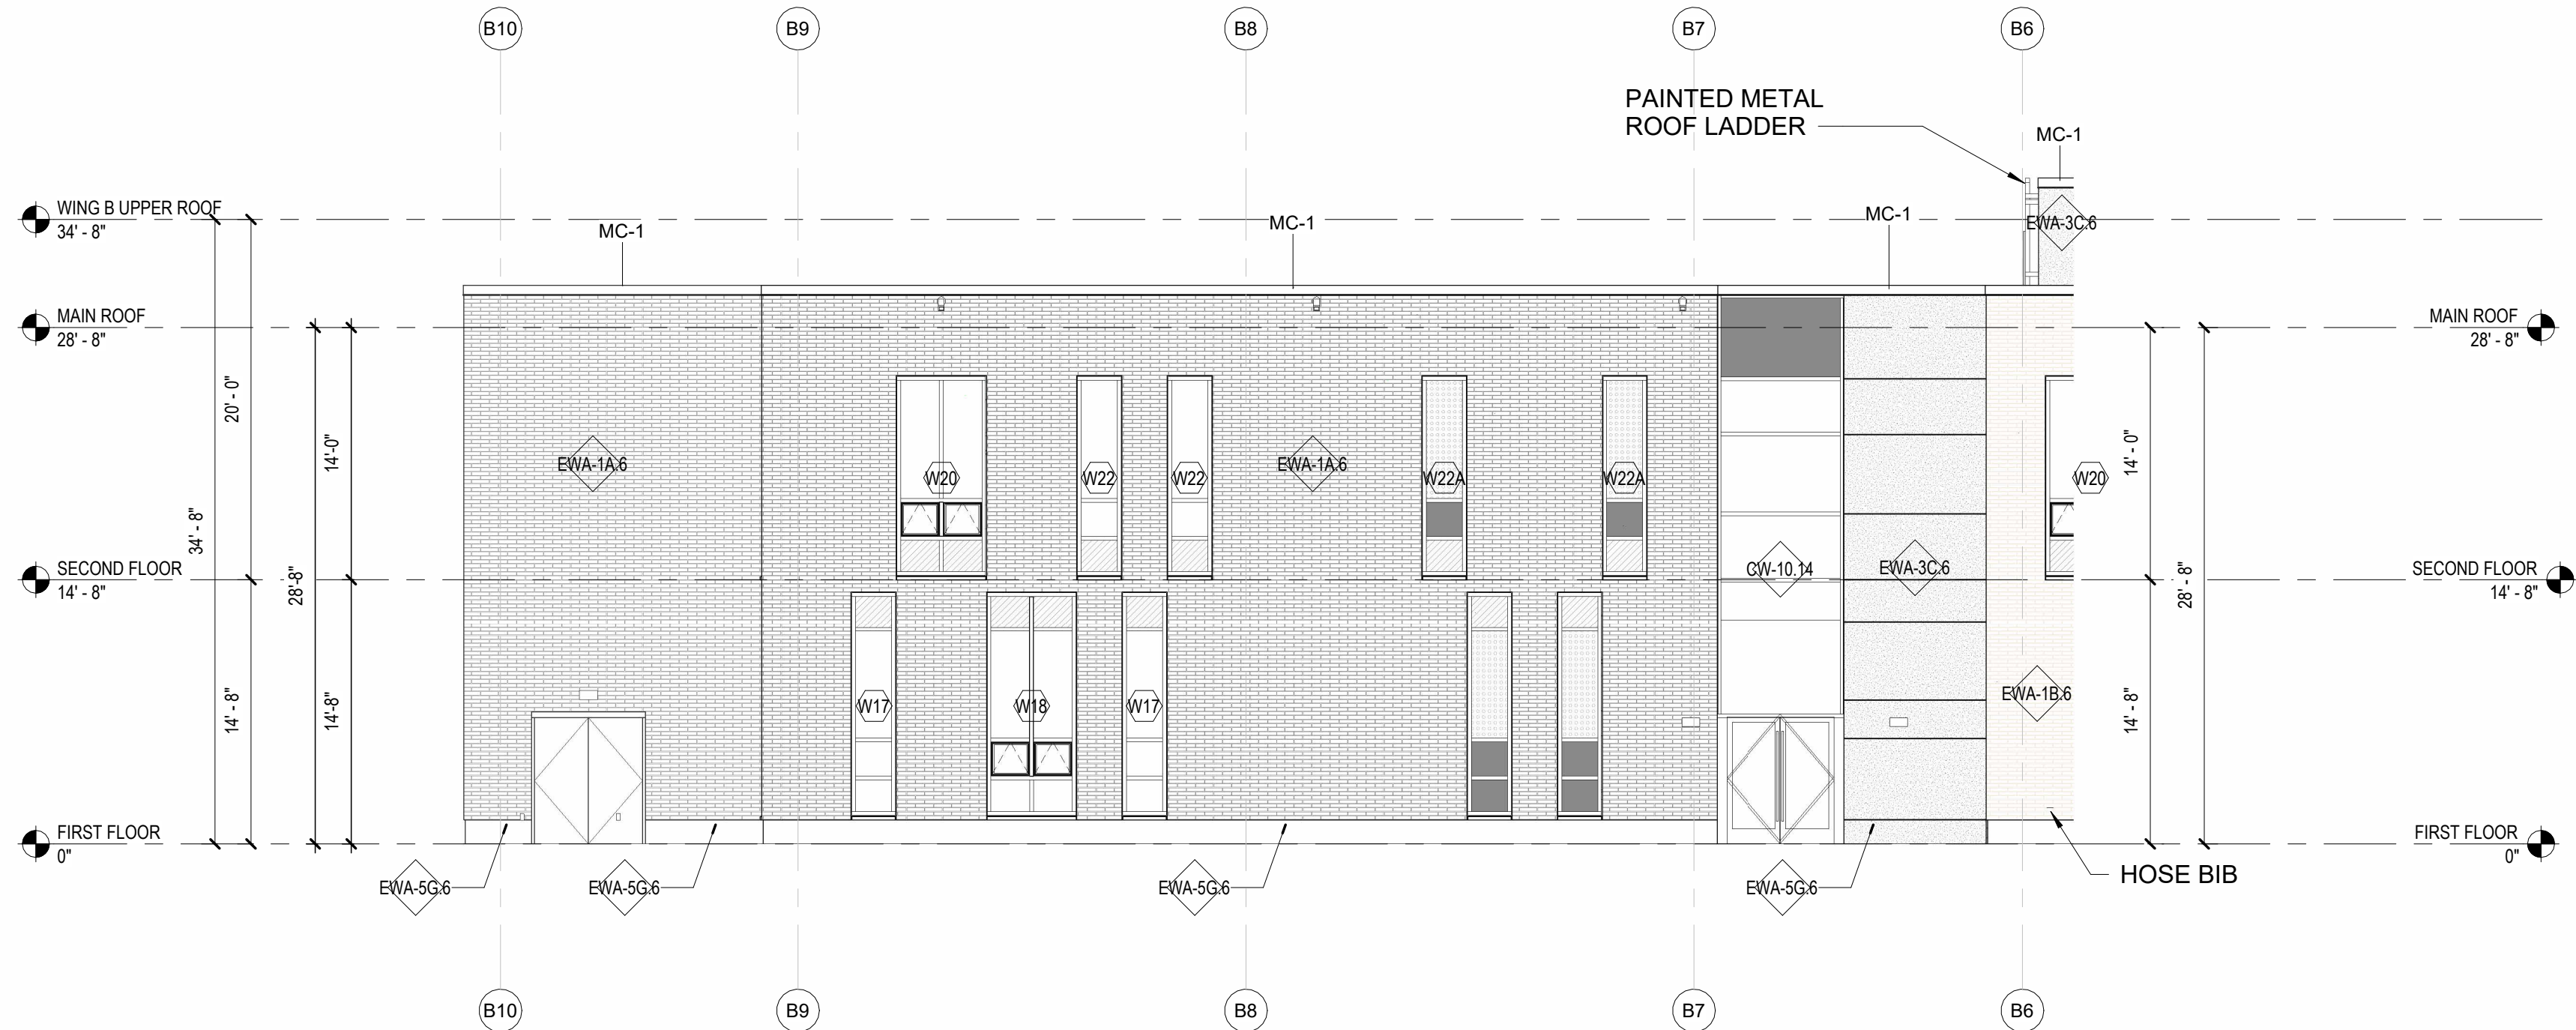 B10
B9
B8
B7
B6
PAINTED METAL
ROOF LADDER
MC-1
WING B UPPER ROOF
34' - 8"
MC-1
MC-1
MC-1
EWA-3C.6
MAIN ROOF
28' - 8"
MAIN ROOF
28' - 8"
20' - 0"
14'-0"
14' - 0"
EWA-1A.6
W20
W22
W22
EWA-1A.6
W22A
W22A
W20
34' - 8"
28'-8"
28' - 8"
SECOND FLOOR
14' - 8"
CW-10.14
EWA-3C.6
SECOND FLOOR
14' - 8"
14' - 8"
14'-8"
W17
W18
W17
EWA-1B.6
14' - 8"
FIRST FLOOR
0"
FIRST FLOOR
0"
EWA-5G.6
EWA-5G.6
EWA-5G.6
EWA-5G.6
HOSE BIB
B10
B9
B8
B7
B6